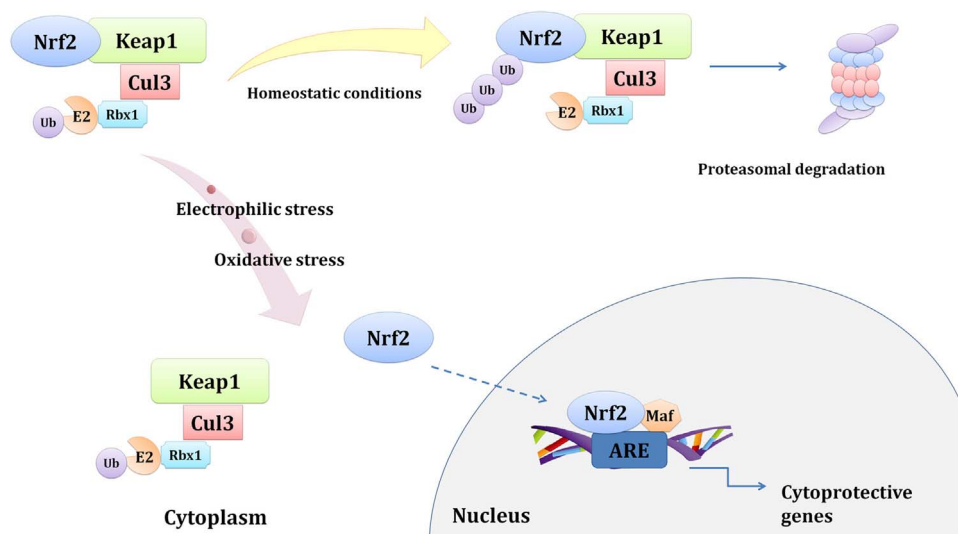 Nrf2
Keap1
Cul3
Ub
E2
Rbx1
Homeostatic conditions
Nrf2
Keap1
Ub
Ub
Ub
Cul3
E2
Rbx1
Proteasomal degradation
Electrophilic stress
Oxidative stress
Nrf2
Keap1
Cul3
Ub
E2
Rbx1
Cytoplasm
Nrf2
Maf
ARE
Cytoprotective
genes
Nucleus